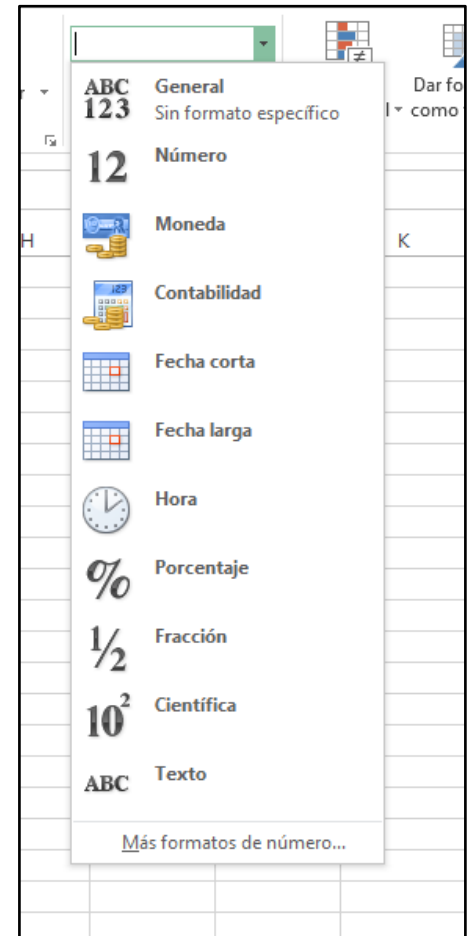 r
Dar fo
l como
ABC
123
General
Sin formato específico
12
Número
H
K
Moneda
123
Contabilidad
Fecha corta
Fecha larga
Hora
%
Porcentaje
1/2
Fracción
10²
Científica
ABC
Texto
Más formatos de número...